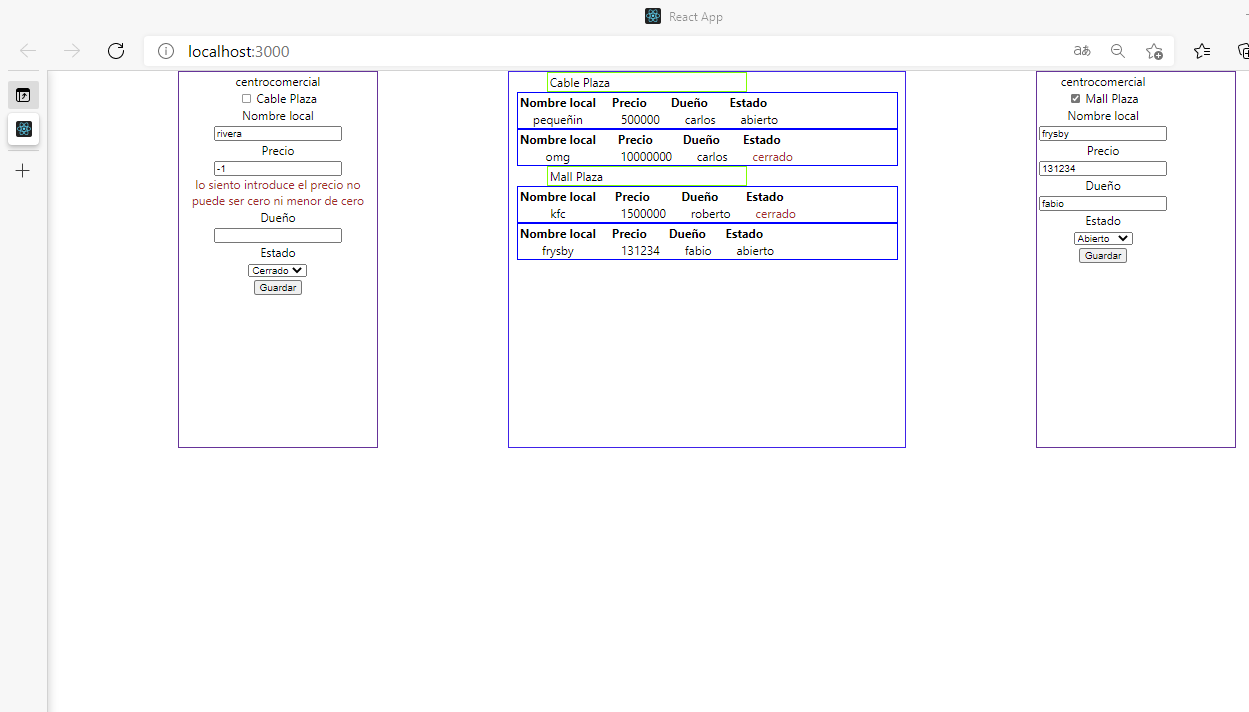 React App
localhost:3000
aあ
centrocomercial
Cable Plaza
Nombre local
rivera
Precio
-1
lo siento introduce el precio no
puede ser cero ni menor de cero
Dueño
Estado
Cerrado
Guardar
Cable Plaza
Nombre local Precio Dueño Estado
pequeñin 500000 carlos abierto
Nombre local Precio Dueño Estado
omg 10000000 carlos cerrado
Mall Plaza
Nombre local Precio Dueño Estado
kfc 1500000 roberto cerrado
Nombre local Precio Dueño Estado
frysby 131234 fabio abierto
centrocomercial
Mall Plaza
Nombre local
frysby
Precio
131234
Dueño
fabio
Estado
Abierto
Guardar